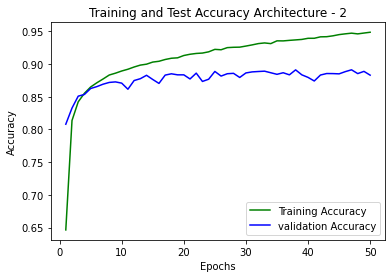 Training and Test Accuracy Architecture - 2
Accuracy
0.95
0.90
0.85
0.80
0.75
0.70
0.65
0
10
20
30
40
50
Epochs
Training Accuracy
validation Accuracy